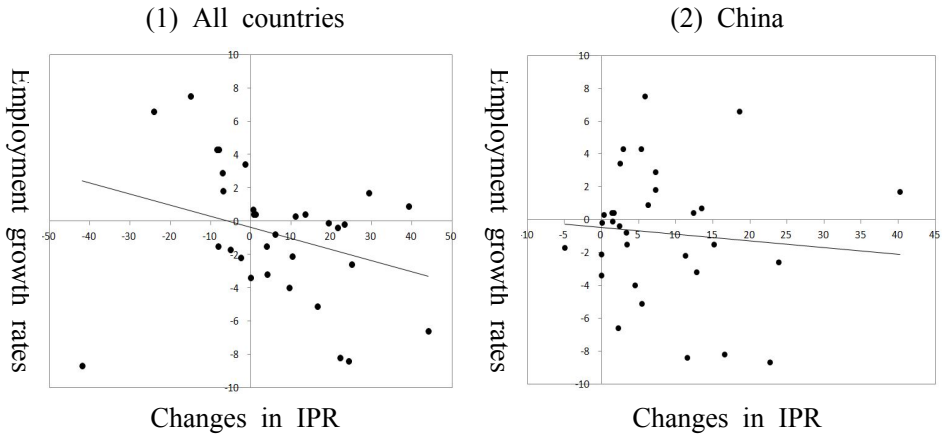 (1) All countries
(2) China
Employment growth rates
10
8
6
4
2
0
-2
-4
-6
-8
-10
-50 -40 -30 -20 -10 0 10 20 30 40 50
Changes in IPR
Employment growth rates
10
8
6
4
2
0
-2
-4
-6
-8
-10
-10 -5 0 5 10 15 20 25 30 35 40 45
Changes in IPR